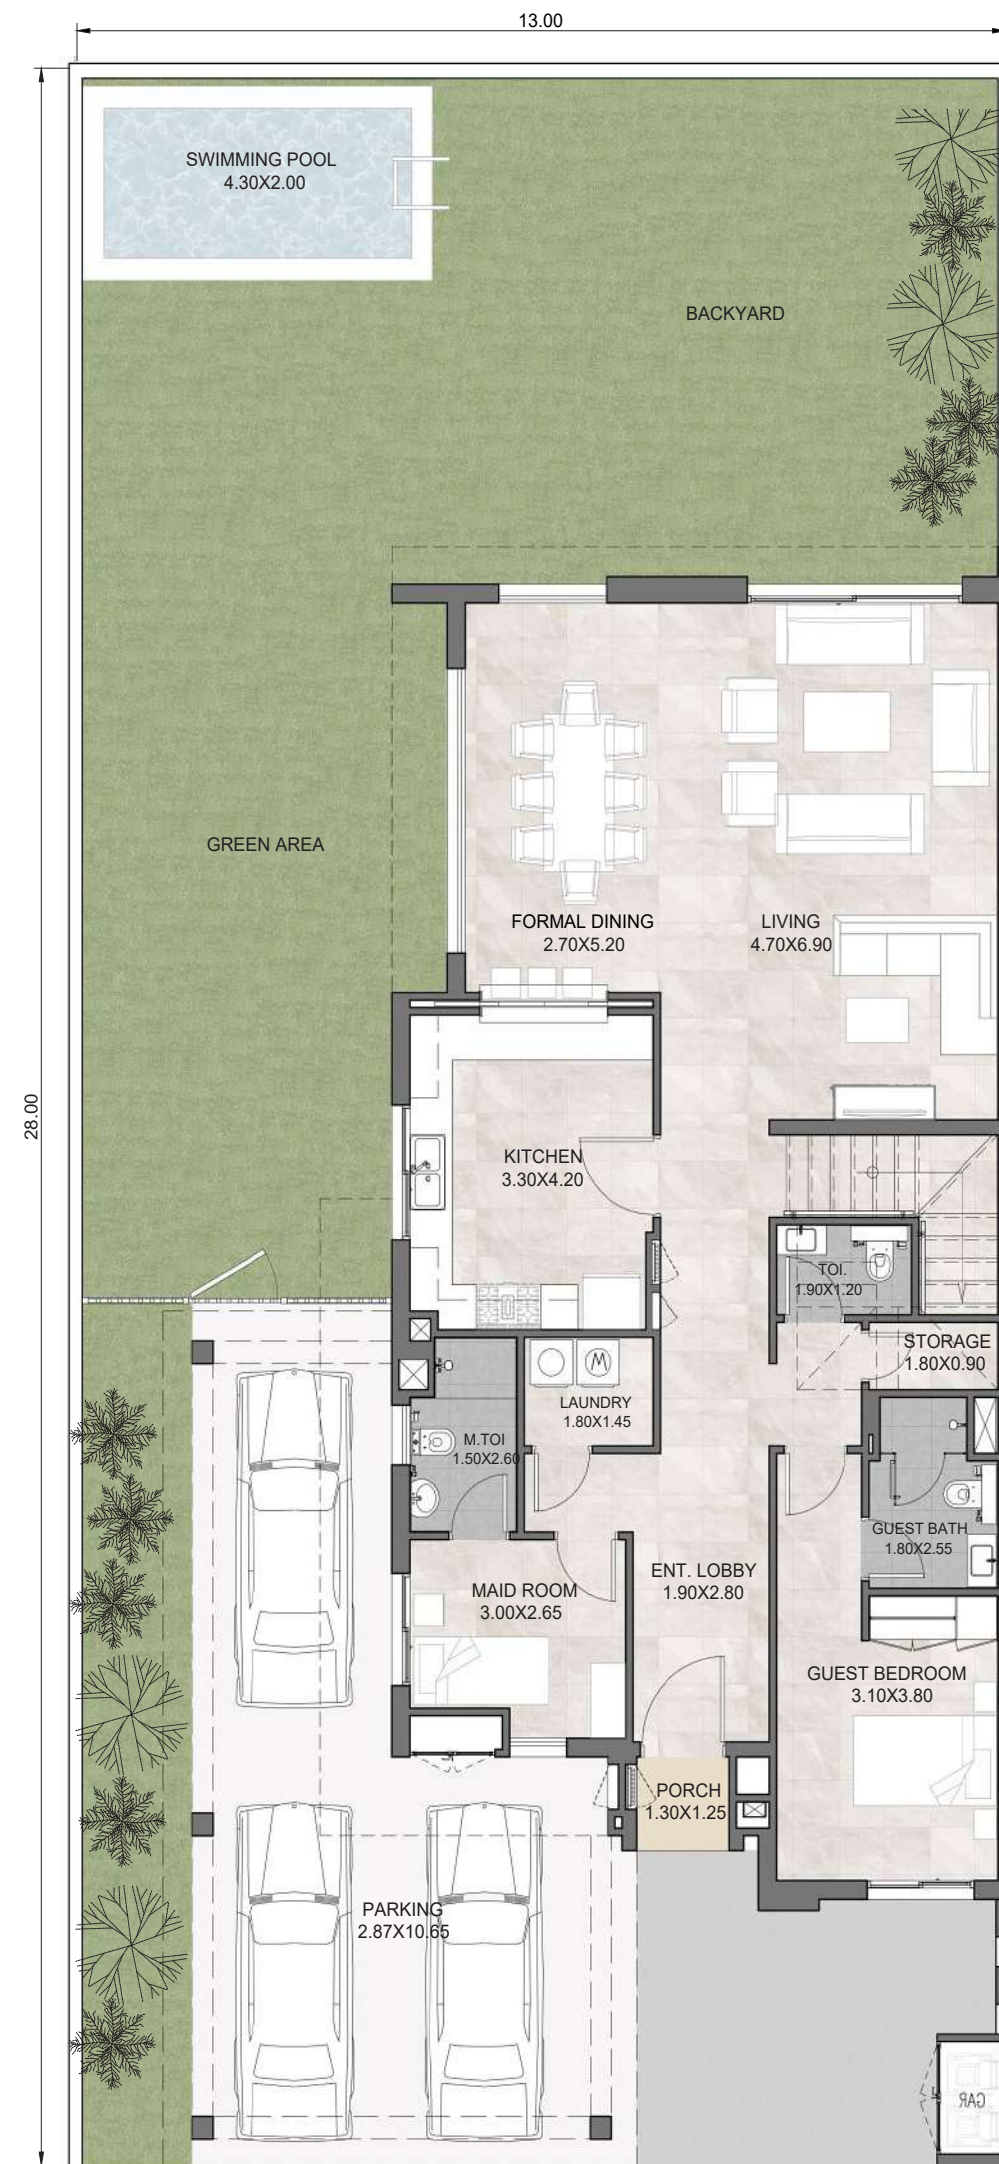 13.00
SWIMMING POOL
4.30X2.00
BACKYARD
GREEN AREA
FORMAL DINING
2.70X5.20
LIVING
4.70X6.90
28.00
KITCHEN
3.30X4.20
TOI.
1.90X1.20
STORAGE
1.80X0.90
LAUNDRY
1.80X1.45
M.TOI
1.50X2.60
GUEST BATH
1.80X2.55
ENT. LOBBY
1.90X2.80
MAID ROOM
3.00X2.65
GUEST BEDROOM
3.10X3.80
PORCH
1.30X1.25
PARKING
2.87X10.65
GAR